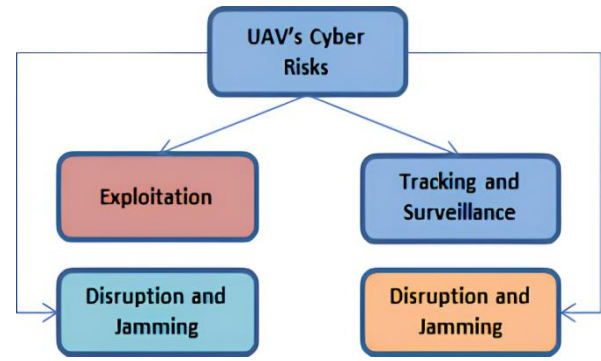 UAV's Cyber
Risks
Exploitation
Tracking and
Surveillance
Disruption and
Jamming
Disruption and
Jamming